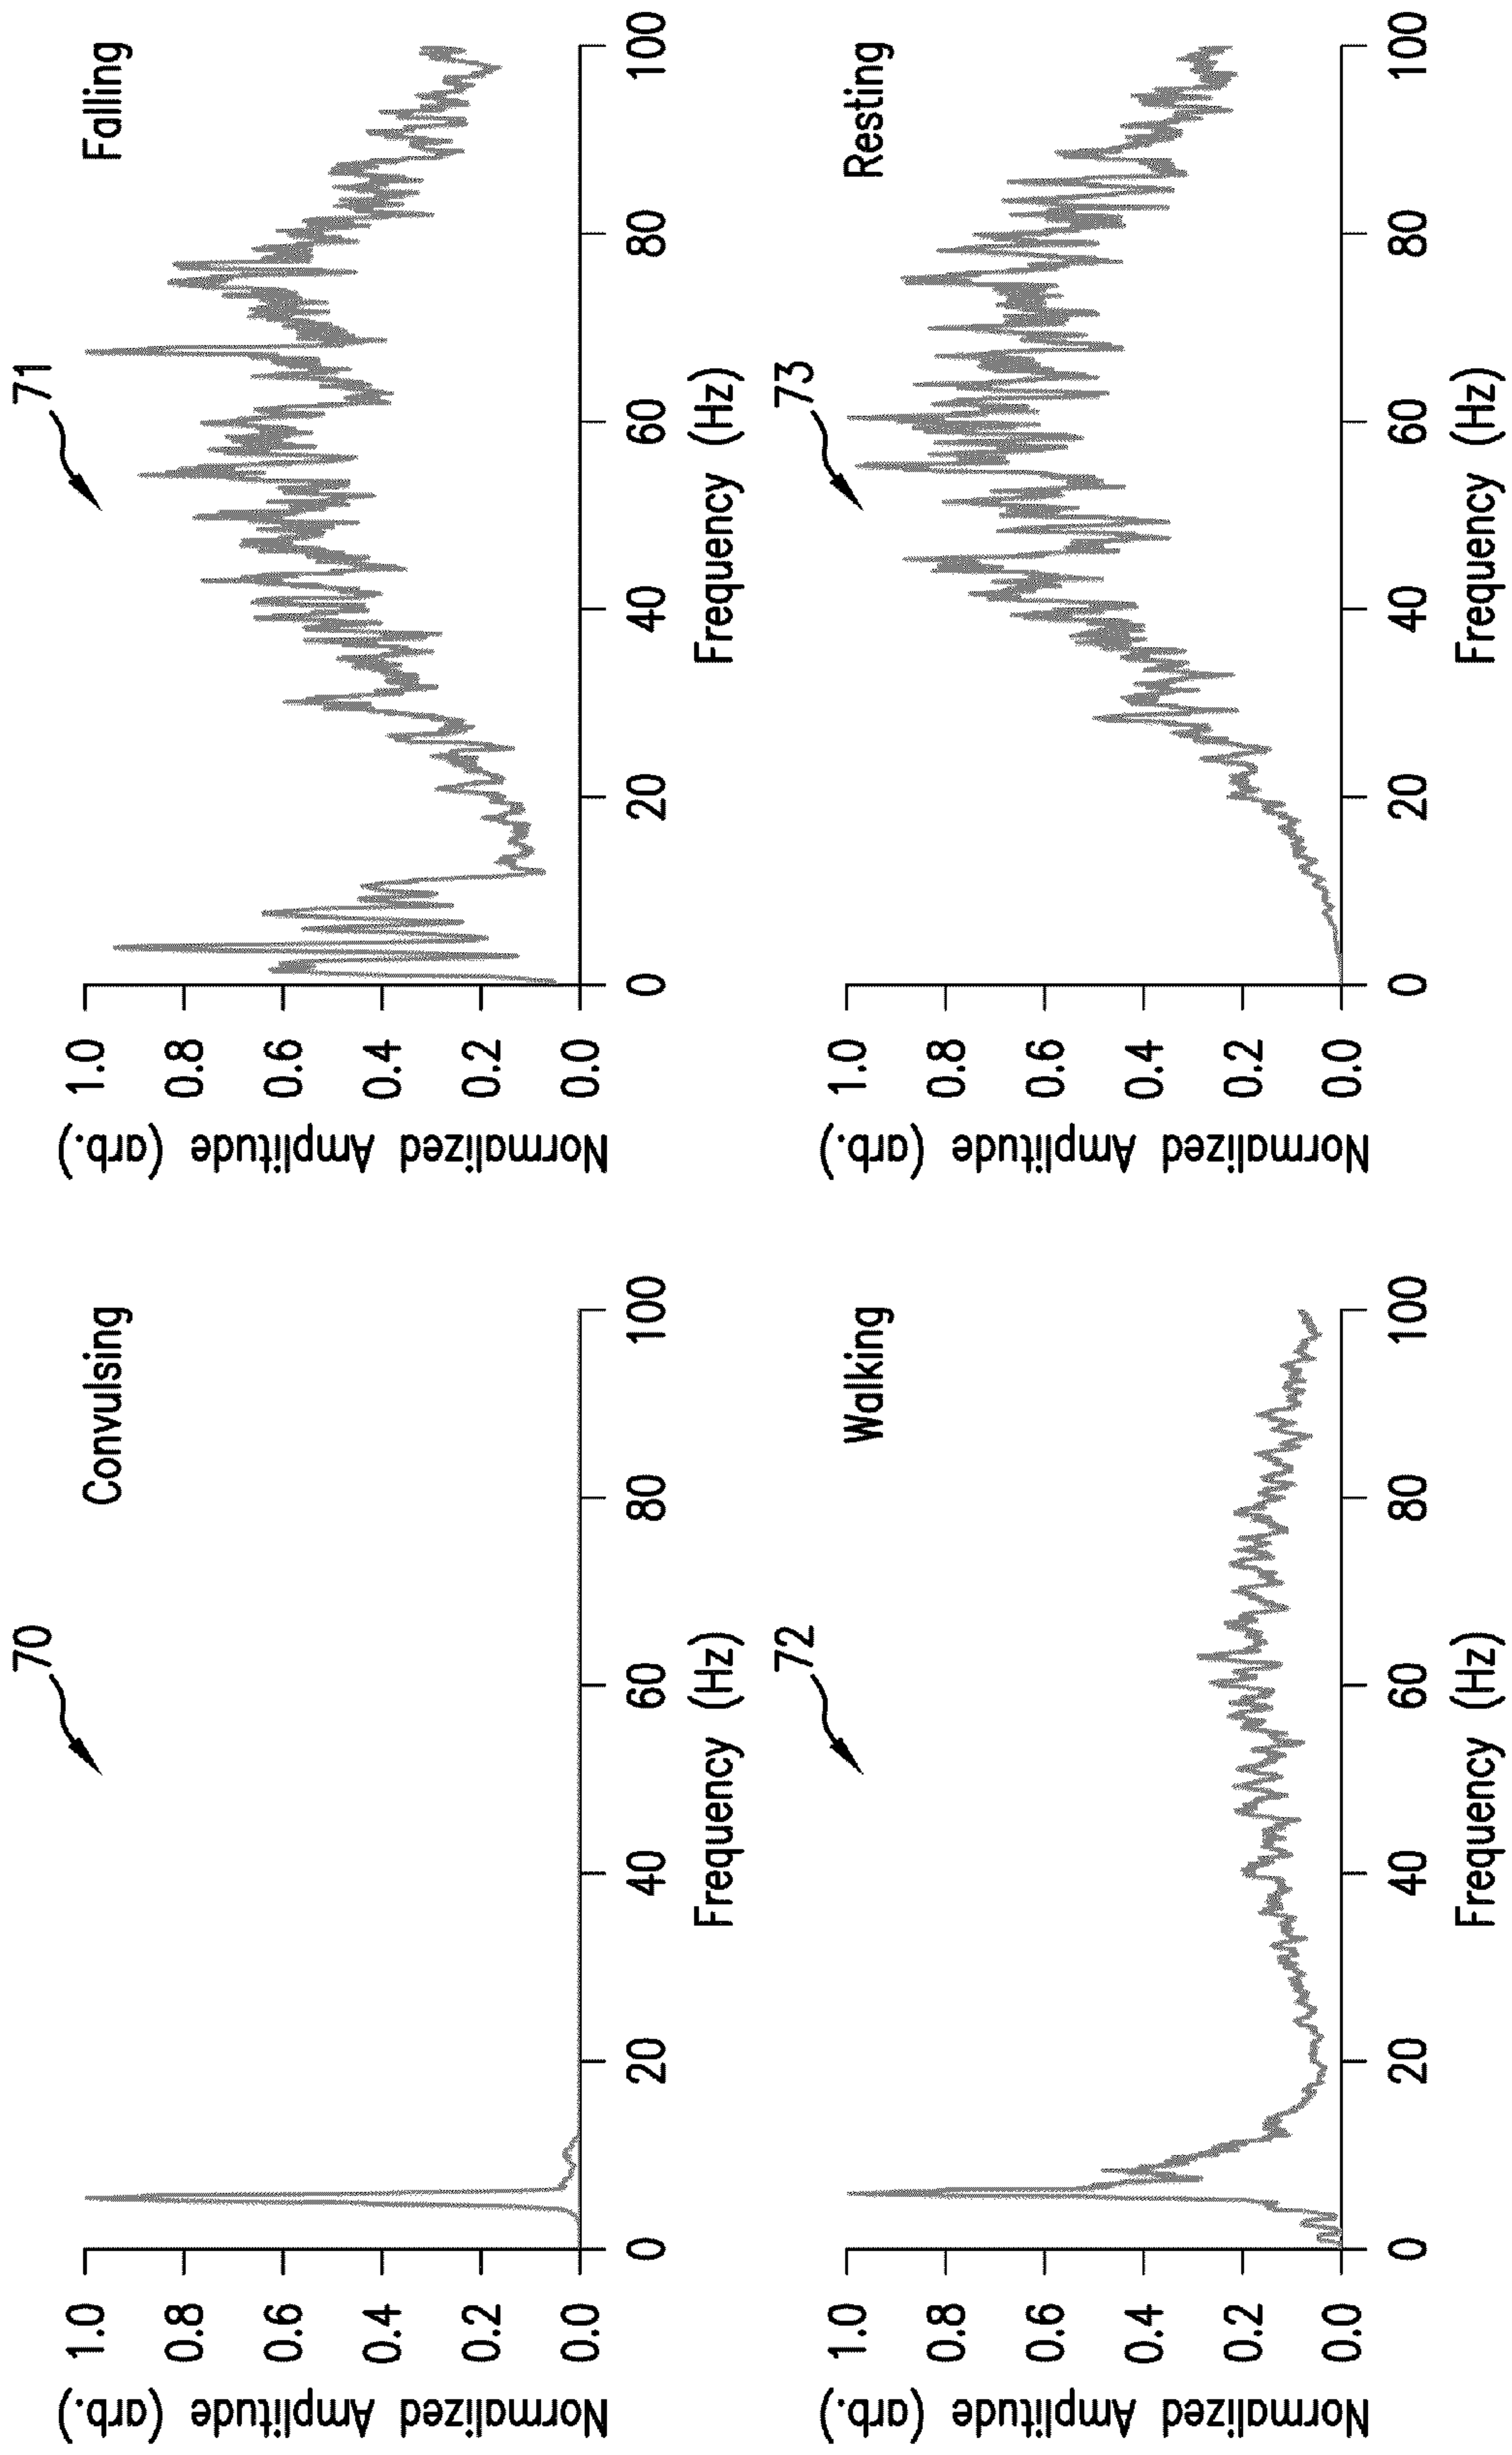 70
Convulsing
1.0
0.8
0.6
0.4
0.2
0.0
Normalized Amplitude (arb.)
0 20 40 60 80 100
Frequency (Hz)
71
Falling
1.0
0.8
0.6
0.4
0.2
0.0
Normalized Amplitude (arb.)
0 20 40 60 80 100
Frequency (Hz)
72
Walking
1.0
0.8
0.6
0.4
0.2
0.0
Normalized Amplitude (arb.)
0 20 40 60 80 100
Frequency (Hz)
73
Resting
1.0
0.8
0.6
0.4
0.2
0.0
Normalized Amplitude (arb.)
0 20 40 60 80 100
Frequency (Hz)